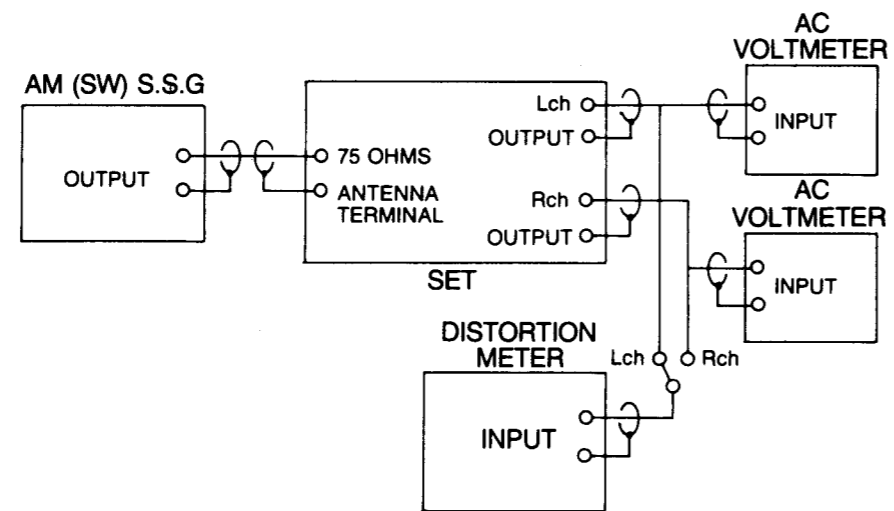 AM (SW) S.S.G
OUTPUT
75 OHMS
ANTENNA
TERMINAL
Lch
OUTPUT
Rch
OUTPUT
SET
AC
VOLTMETER
INPUT
AC
VOLTMETER
INPUT
DISTORTION
METER
INPUT
Lch
Rch